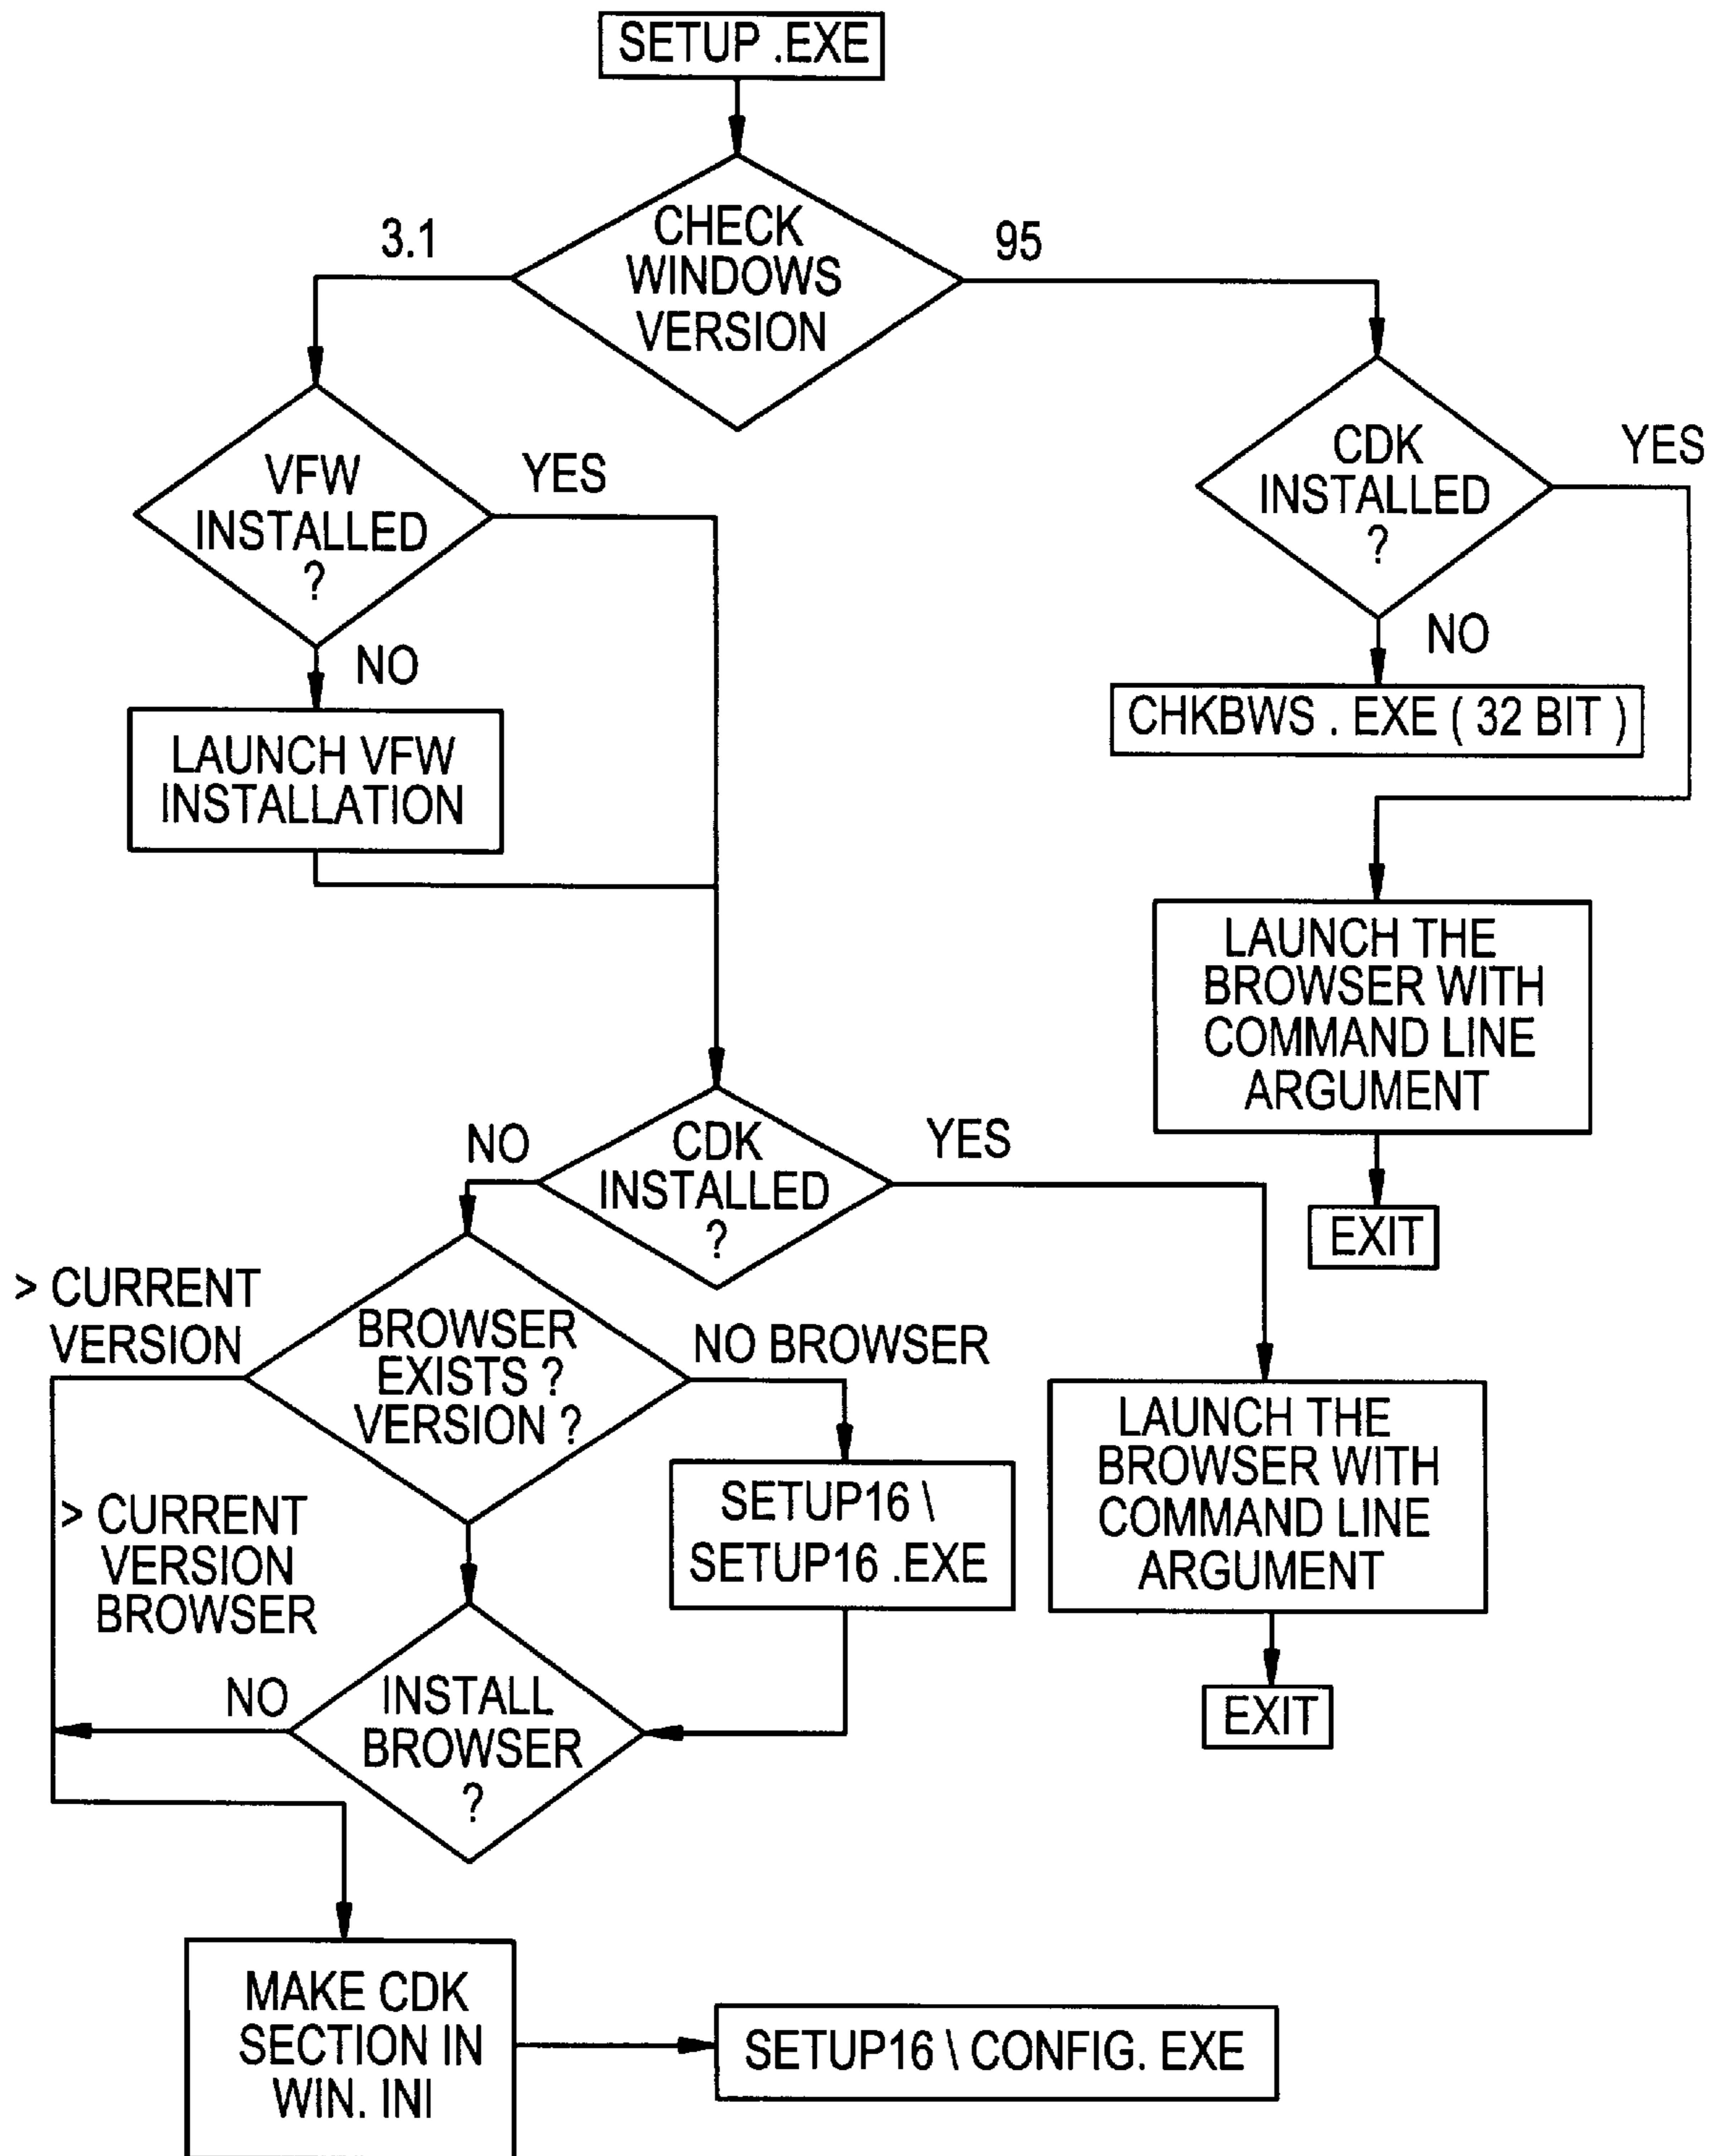 SETUP .EXE
CHECK
WINDOWS
VERSION
3.1
95
VFW
INSTALLED
?
YES
NO
LAUNCH VFW
INSTALLATION
CDK
INSTALLED
?
YES
NO
CHKBWS . EXE ( 32 BIT )
LAUNCH THE
BROWSER WITH
COMMAND LINE
ARGUMENT
EXIT
CDK
INSTALLED
?
NO
YES
> CURRENT
VERSION
BROWSER
EXISTS ?
VERSION ?
NO BROWSER
SETUP16 \
SETUP16 .EXE
LAUNCH THE
BROWSER WITH
COMMAND LINE
ARGUMENT
EXIT
> CURRENT
VERSION
BROWSER
INSTALL
BROWSER
?
NO
MAKE CDK
SECTION IN
WIN. INI
SETUP16 \ CONFIG. EXE